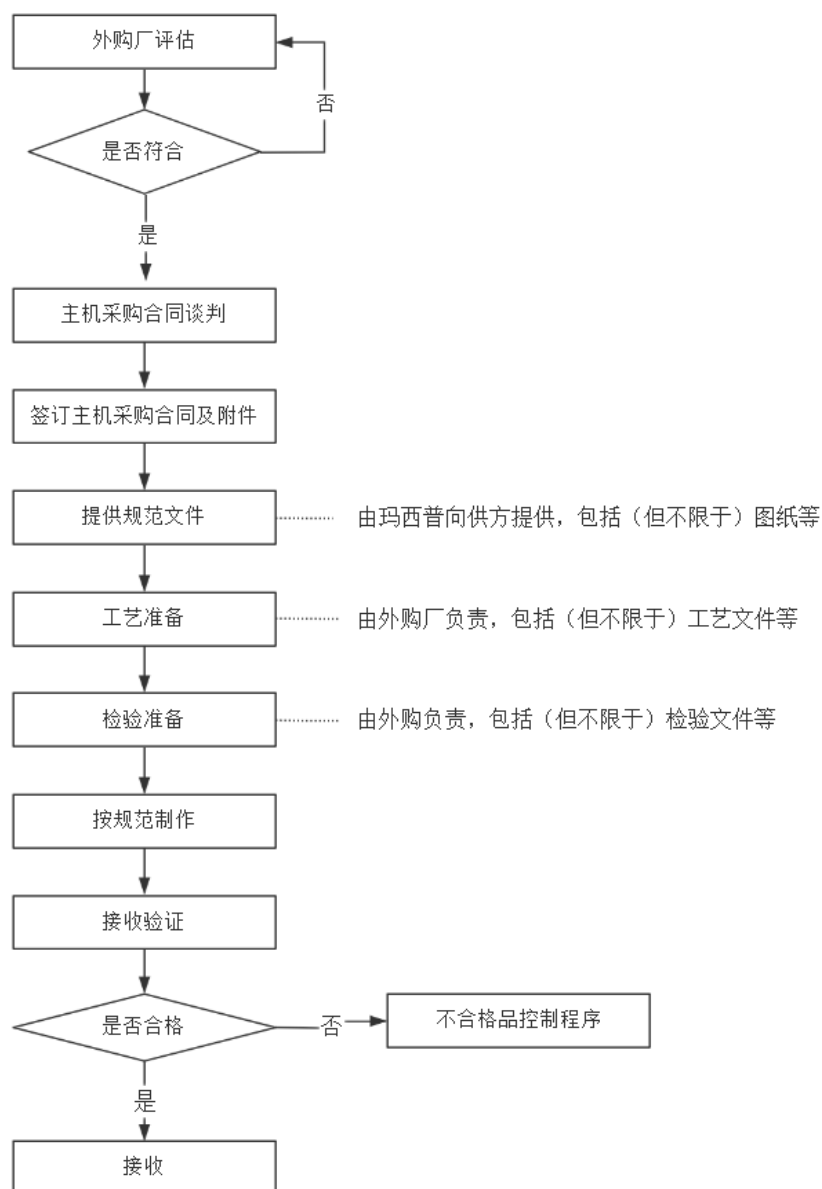 外购厂评估
否
是否符合
是
主机采购合同谈判
签订主机采购合同及附件
提供规范文件
由玛西普向供方提供，包括（但不限于）图纸等
工艺准备
由外购厂负责，包括（但不限于）工艺文件等
检验准备
由外购负责，包括（但不限于）检验文件等
按规范制作
接收验证
是否合格
否
不合格品控制程序
是
接收